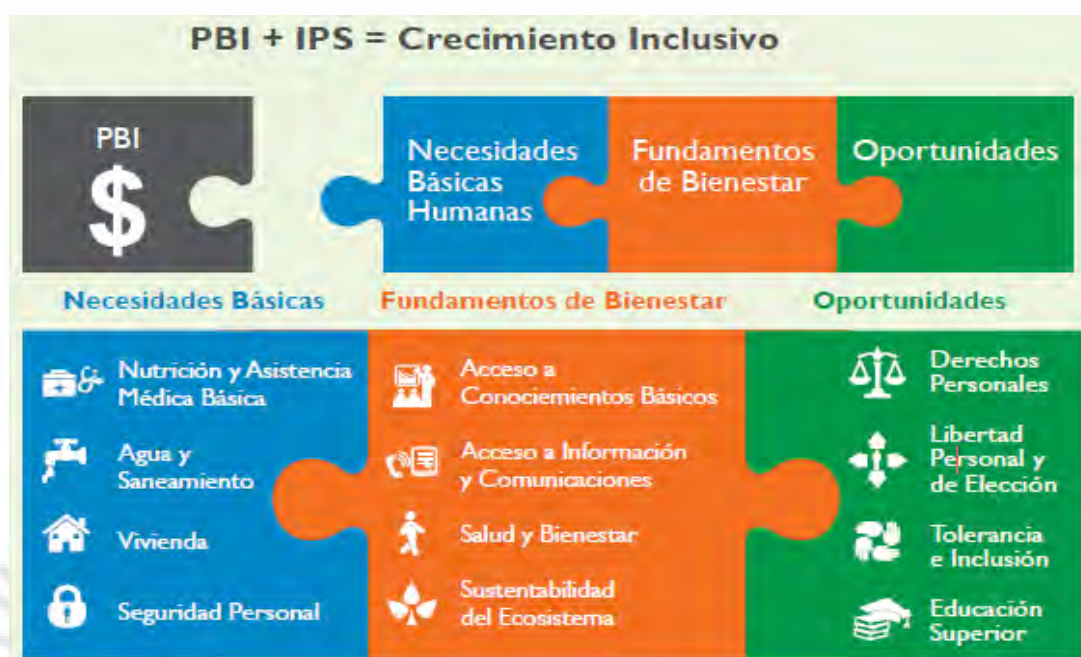 PBI + IPS = Crecimiento Inclusivo
PBI
$
Necesidades
Básicas
Humanas
Fundamentos
de Bienestar
Oportunidades
Necesidades Básicas
Fundamentos de Bienestar
Oportunidades
Nutrición y Asistencia
Médica Básica
Agua y
Saneamiento
Vivienda
Seguridad Personal
Acceso a
Conociemientos Básicos
Acceso a Información
y Comunicaciones
Salud y Bienestar
Sustentabilidad
del Ecosistema
Derechos
Personales
Libertad
Personal y
de Elección
Tolerancia
e Inclusión
Educación
Superior